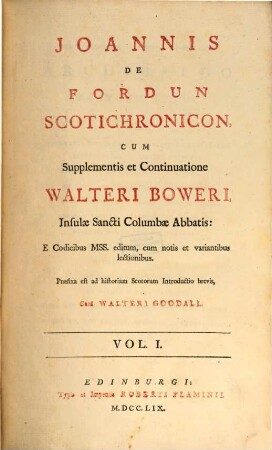 JOANNIS
DE
FORDUN
SCOTICHRONICON,
CUM
Supplementis et Continuatione
WALTERI BOWERI,
Insulæ Sancti Columbæ Abbatis:
E Codicibus MSS. editum, cum notis et variantibus
lectionibus.
Præfixa est ad historiam Scotorum Introductio brevis,
Curâ WALTERI GOODALL.
VOL. I.
EDINBURGI:
Typis et Impensis ROBERTI FLAMINII.
M.DCC.LIX.